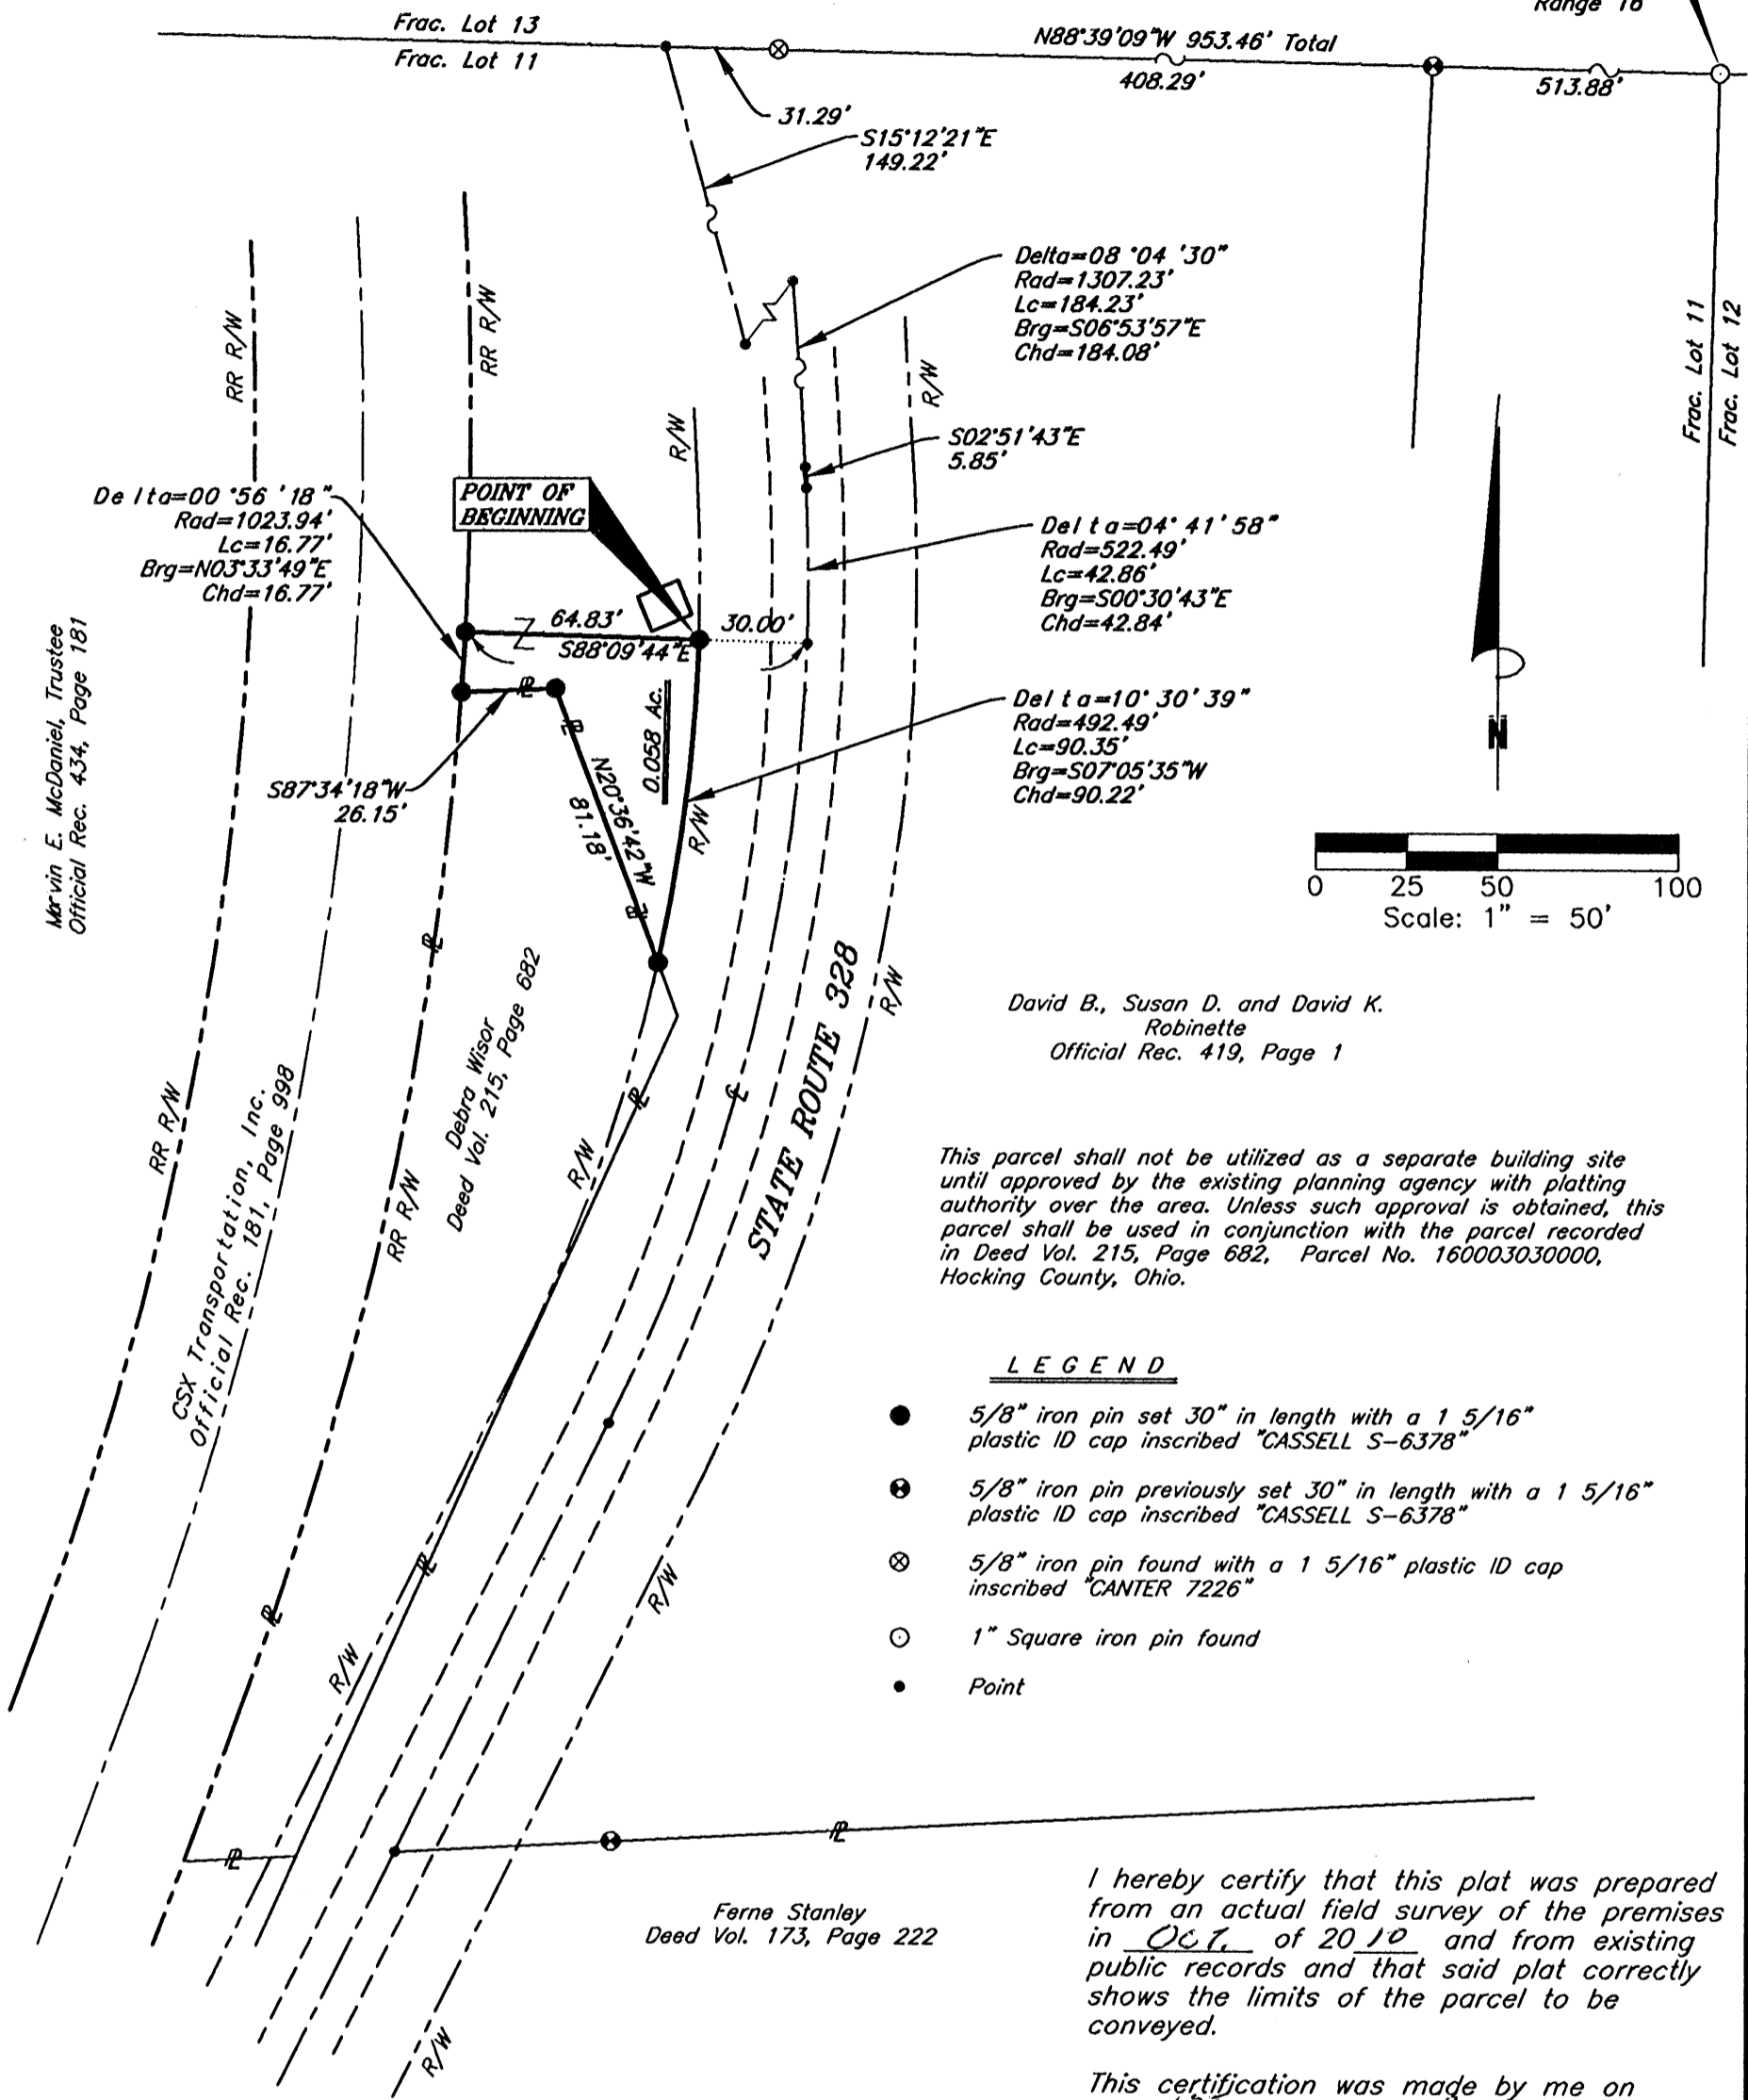 Range 16
Frac. Lot 13
Frac. Lot 11
N88°39'09"W 953.46' Total
408.29'
513.88'
31.29'
S15°12'21"E
149.22'
Delta=08°04'30"
Rad=1307.23'
Lc=184.23'
Brg=S06°53'57"E
Chd=184.08'
RR R/W
RR R/W
R/W
R/W
Frac. Lot 11
Frac. Lot 12
S02°51'43"E
5.85'
Delta=00°56'18"
Rad=1023.94'
Lc=16.77'
Brg=N03°33'49"E
Chd=16.77'
POINT OF
BEGINNING
Delta=04°41'58"
Rad=522.49'
Lc=42.86'
Brg=S00°30'43"E
Chd=42.84'
64.83'
S88°09'44"E
30.00'
Marvin E. McDaniel, Trustee
Official Rec. 434, Page 181
Delta=10°30'39"
Rad=492.49'
Lc=90.35'
Brg=S07°05'35"W
Chd=90.22'
N
0.058 Ac.
S87°34'18"W
26.15'
N20°36'42"W
81.18'
R/W
PL
PL
PL
0 25 50 100
Scale: 1" = 50'
PL
Debra Wisor
Deed Vol. 215, Page 682
STATE ROUTE 328
R/W
David B., Susan D. and David K.
Robinette
Official Rec. 419, Page 1
CSX Transportation, Inc.
Official Rec. 181, Page 998
RR R/W
RR R/W
R/W
PL
CL
This parcel shall not be utilized as a separate building site
until approved by the existing planning agency with platting
authority over the area. Unless such approval is obtained, this
parcel shall be used in conjunction with the parcel recorded
in Deed Vol. 215, Page 682, Parcel No. 160003030000,
Hocking County, Ohio.
LEGEND
5/8" iron pin set 30" in length with a 1 5/16"
plastic ID cap inscribed "CASSELL S-6378"
5/8" iron pin previously set 30" in length with a 1 5/16"
plastic ID cap inscribed "CASSELL S-6378"
5/8" iron pin found with a 1 5/16" plastic ID cap
inscribed "CANTER 7226"
1" Square iron pin found
Point
PL
PL
R/W
R/W
PL
PL
R/W
Ferne Stanley
Deed Vol. 173, Page 222
I hereby certify that this plat was prepared
from an actual field survey of the premises
in OCT. of 2010 and from existing
public records and that said plat correctly
shows the limits of the parcel to be
conveyed.
This certification was made by me on